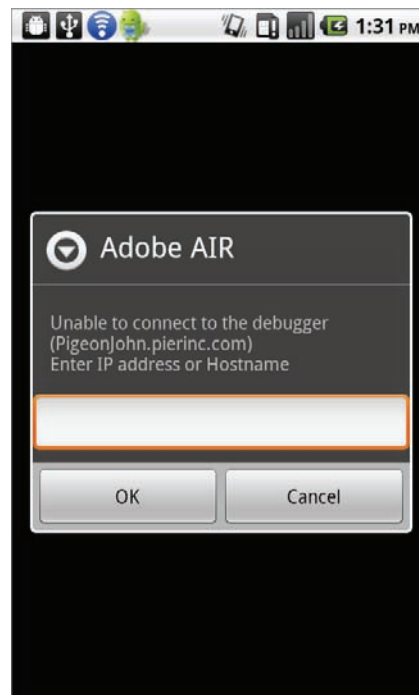 1:31 PM
Adobe AIR
Unable to connect to the debugger
(PigeonJohn.pierinc.com)
Enter IP address or Hostname
OK
Cancel